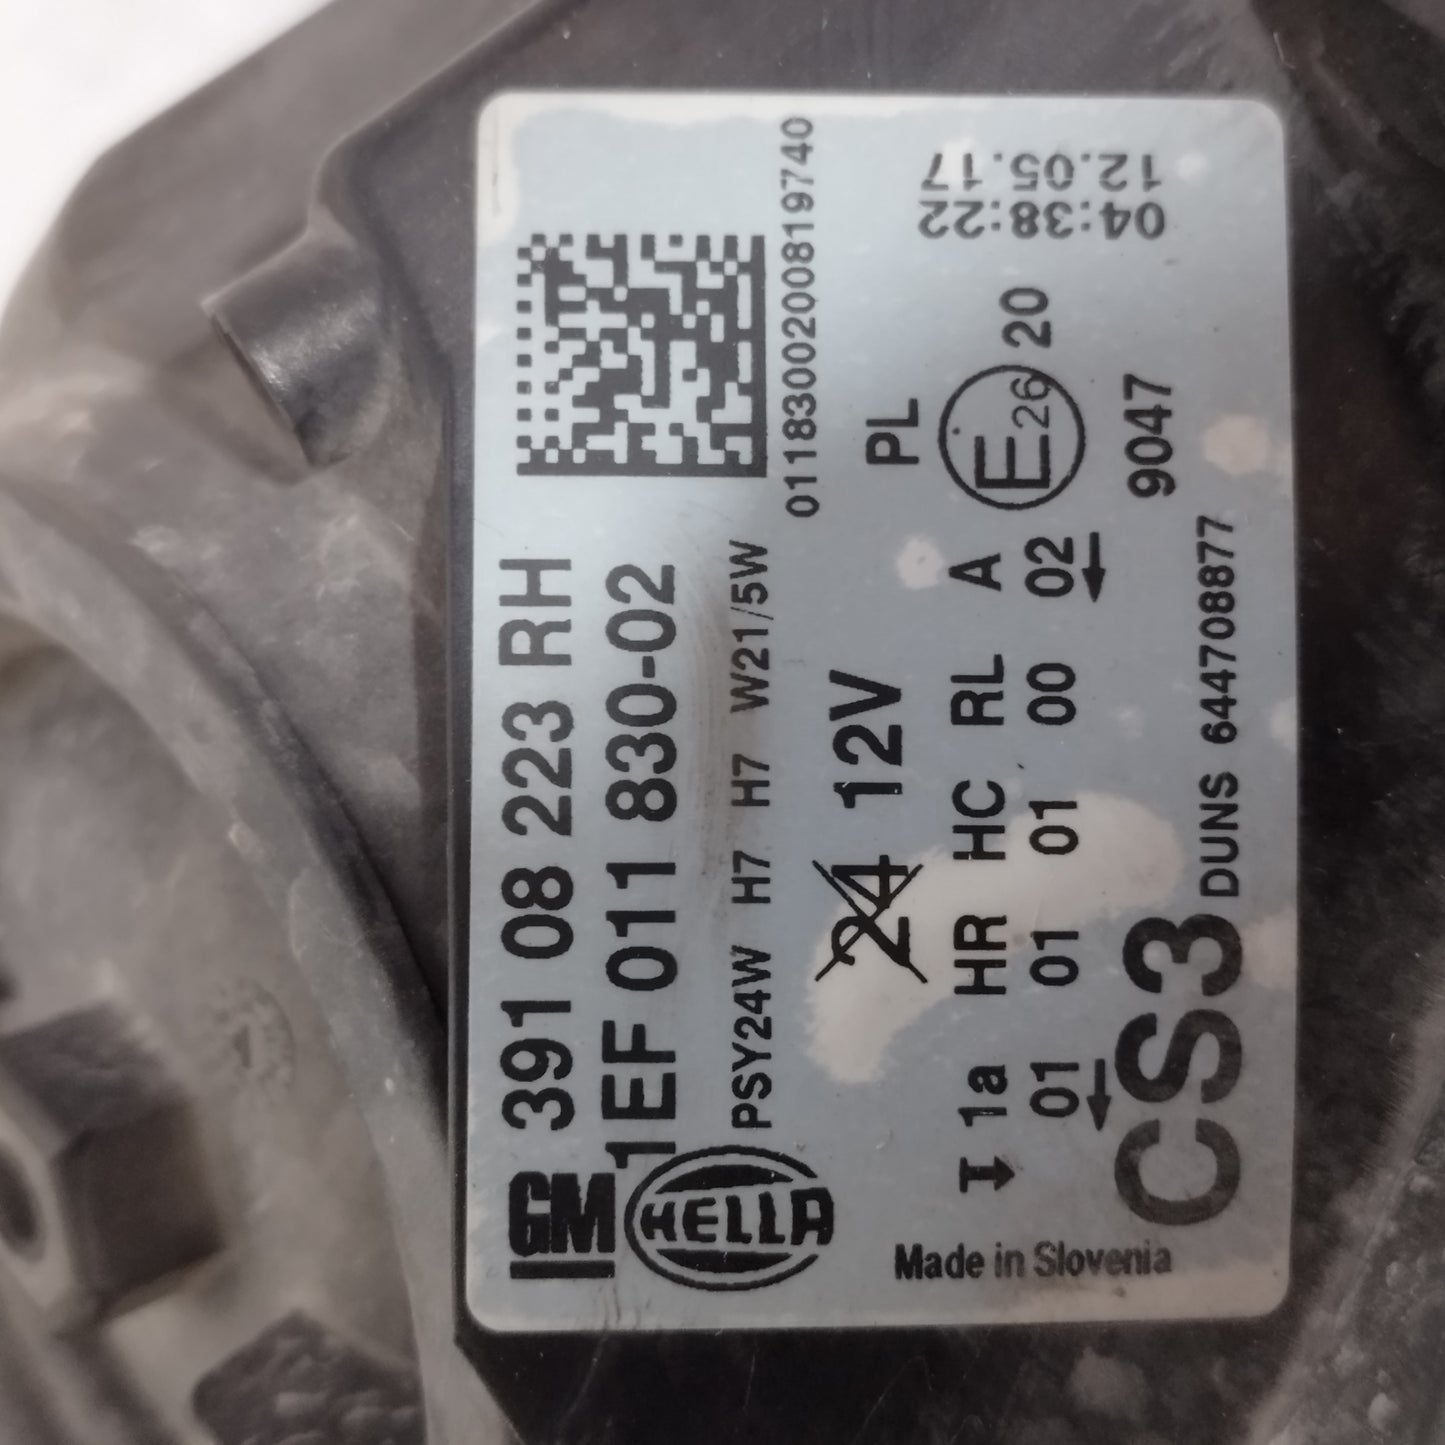 GM 391 08 223 RH
HELLA 1EF 011 830-02
PSY24W H7 H7 W21/5W
0118300200819740
24 12V PL
1a HR HC RL A E26 20
01 01 01 00 02
9047
CS3 DUNS 644708877
Made in Slovenia
04:38:22
12.05.17